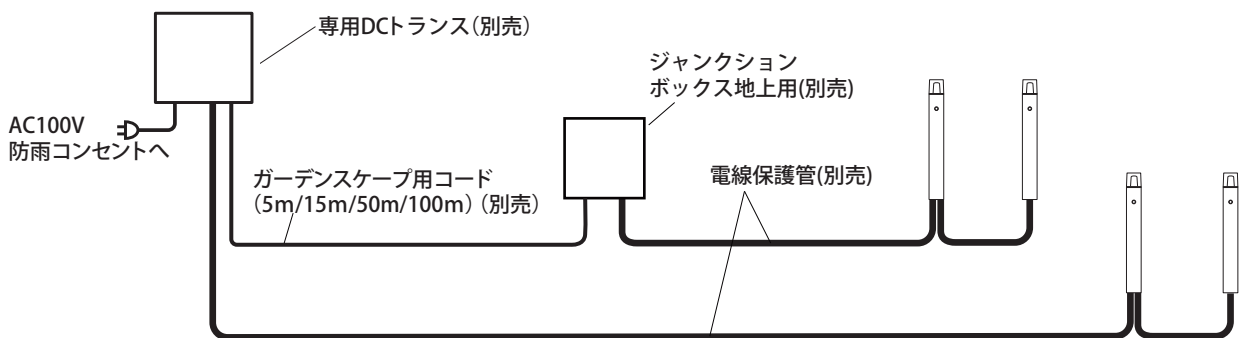 専用DCトランス(別売)
ジャンクション
ボックス地上用(別売)
AC100V
防雨コンセントへ
ガーデンスケープ用コード
(5m/15m/50m/100m) (別売)
電線保護管(別売)